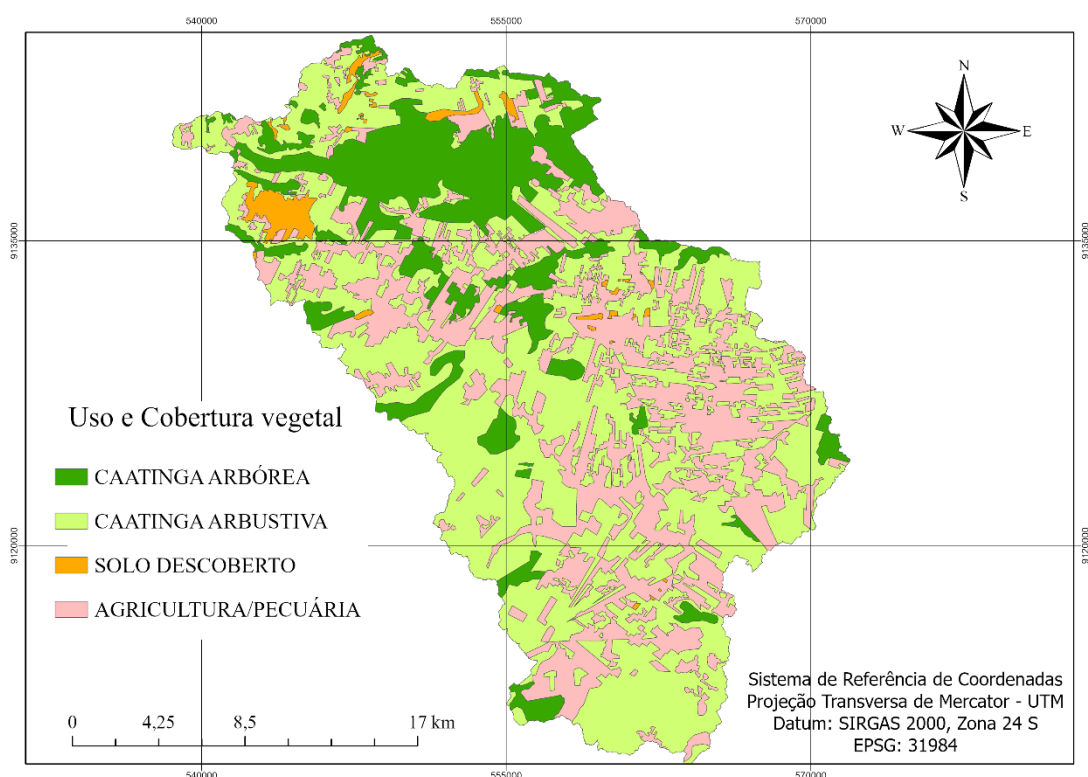 540000
555000
570000
N
W
E
S
9135000
9135000
Uso e Cobertura vegetal
CAATINGA ARBÓREA
CAATINGA ARBUSTIVA
SOLO DESCOBERTO
AGRICULTURA/PECUÁRIA
9120000
9120000
Sistema de Referência de Coordenadas
Projeção Transversa de Mercator - UTM
Datum: SIRGAS 2000, Zona 24 S
EPSG: 31984
0 4,25 8,5 17 km
540000
555000
570000